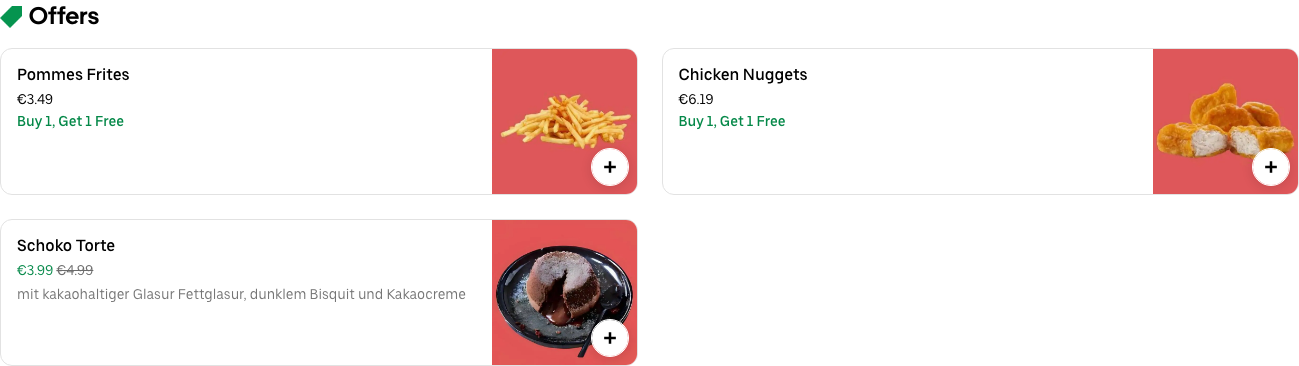 Offers
Pommes Frites
€3.49
Buy 1, Get 1 Free
Chicken Nuggets
€6.19
Buy 1, Get 1 Free
Schoko Torte
€3.99 €4.99
mit kakaohaltiger Glasur Fettglasur, dunklem Bisquit und Kakaocreme